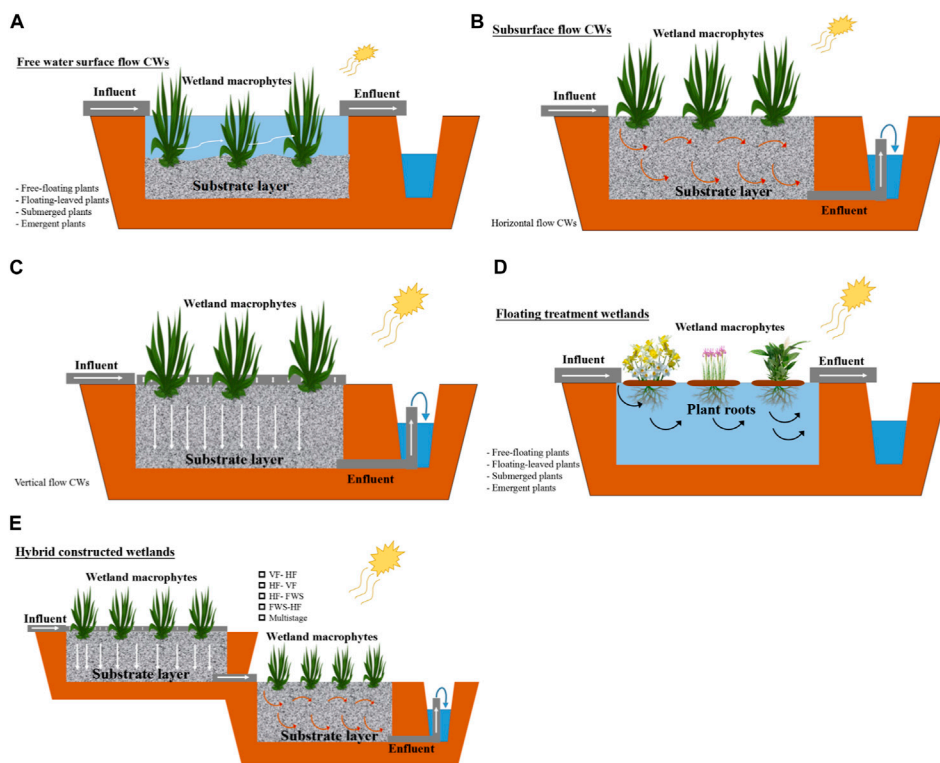 A
Free water surface flow CWs
Wetland macrophytes
Influent
Enfluent
Substrate layer
- Free-floating plants
- Floating-leaved plants
- Submerged plants
- Emergent plants
B
Subsurface flow CWs
Wetland macrophytes
Influent
Substrate layer
Enfluent
Horizontal flow CWs
C
Wetland macrophytes
Influent
Substrate layer
Enfluent
Vertical flow CWs
D
Floating treatment wetlands
Wetland macrophytes
Influent
Enfluent
Plant roots
- Free-floating plants
- Floating-leaved plants
- Submerged plants
- Emergent plants
E
Hybrid constructed wetlands
Wetland macrophytes
VF- HF
HF- VF
HF- FWS
FWS-HF
Multistage
Influent
Wetland macrophytes
Substrate layer
Substrate layer
Enfluent